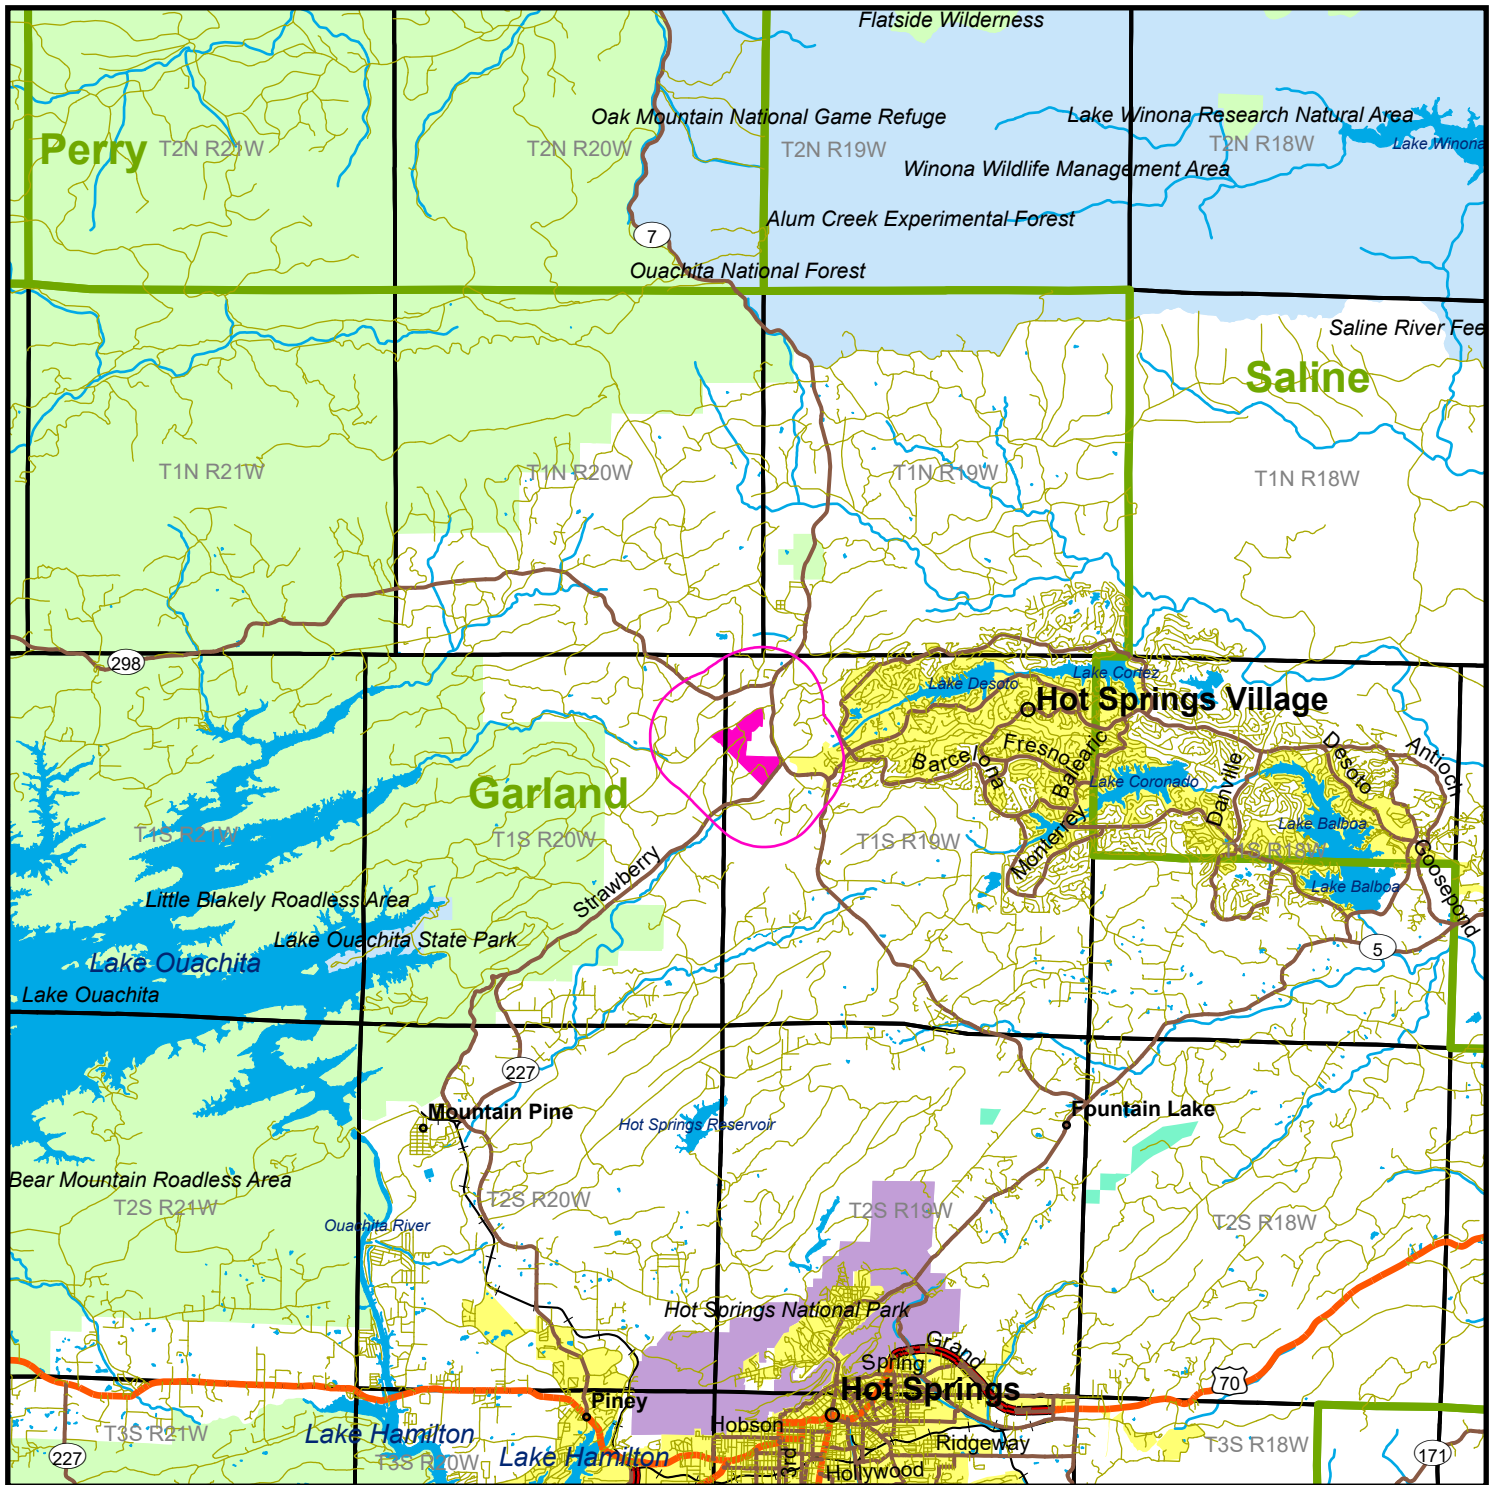 Flatside Wilderness
Oak Mountain National Game Refuge
Lake Winona Research Natural Area
Perry
T2N R21W
T2N R20W
T2N R19W
T2N R18W
Lake Winona
Winona Wildlife Management Area
Alum Creek Experimental Forest
7
Ouachita National Forest
Saline River Fee
Saline
T1N R21W
T1N R20W
T1N R19W
T1N R18W
298
Lake Desoto
Lake Cortez
Hot Springs Village
Barcelona
Fresno
Balearic
Danville
Desoto
Antioch
Lake Coronado
Garland
T1S R21W
T1S R20W
T1S R19W
Monterrey
Lake Balboa
T1S R18W
Lake Balboa
Goosepond
Strawberry
Little Blakely Roadless Area
Lake Ouachita State Park
Lake Ouachita
Lake Ouachita
5
227
Mountain Pine
Hot Springs Reservoir
Fountain Lake
Bear Mountain Roadless Area
T2S R21W
T2S R20W
T2S R19W
T2S R18W
Ouachita River
Hot Springs National Park
Grand
Spring
70
Hot Springs
Piney
Hobson
T3S R21W
Lake Hamilton
T3S R20W
Lake Hamilton
3rd
Hollywood
Ridgeway
T3S R18W
227
171